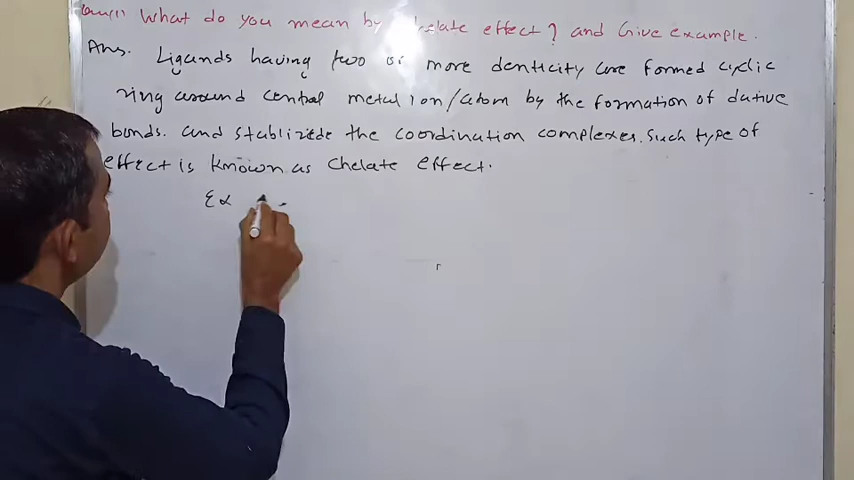 What do you mean by chelate effect? and Give example.
Ans. Ligands having two or more denticity are formed cyclic
ring around central metal ion/atom by the formation of dative
bonds. and stablizede the coordination complexes. Such type of
effect is known as Chelate effect.
Ex